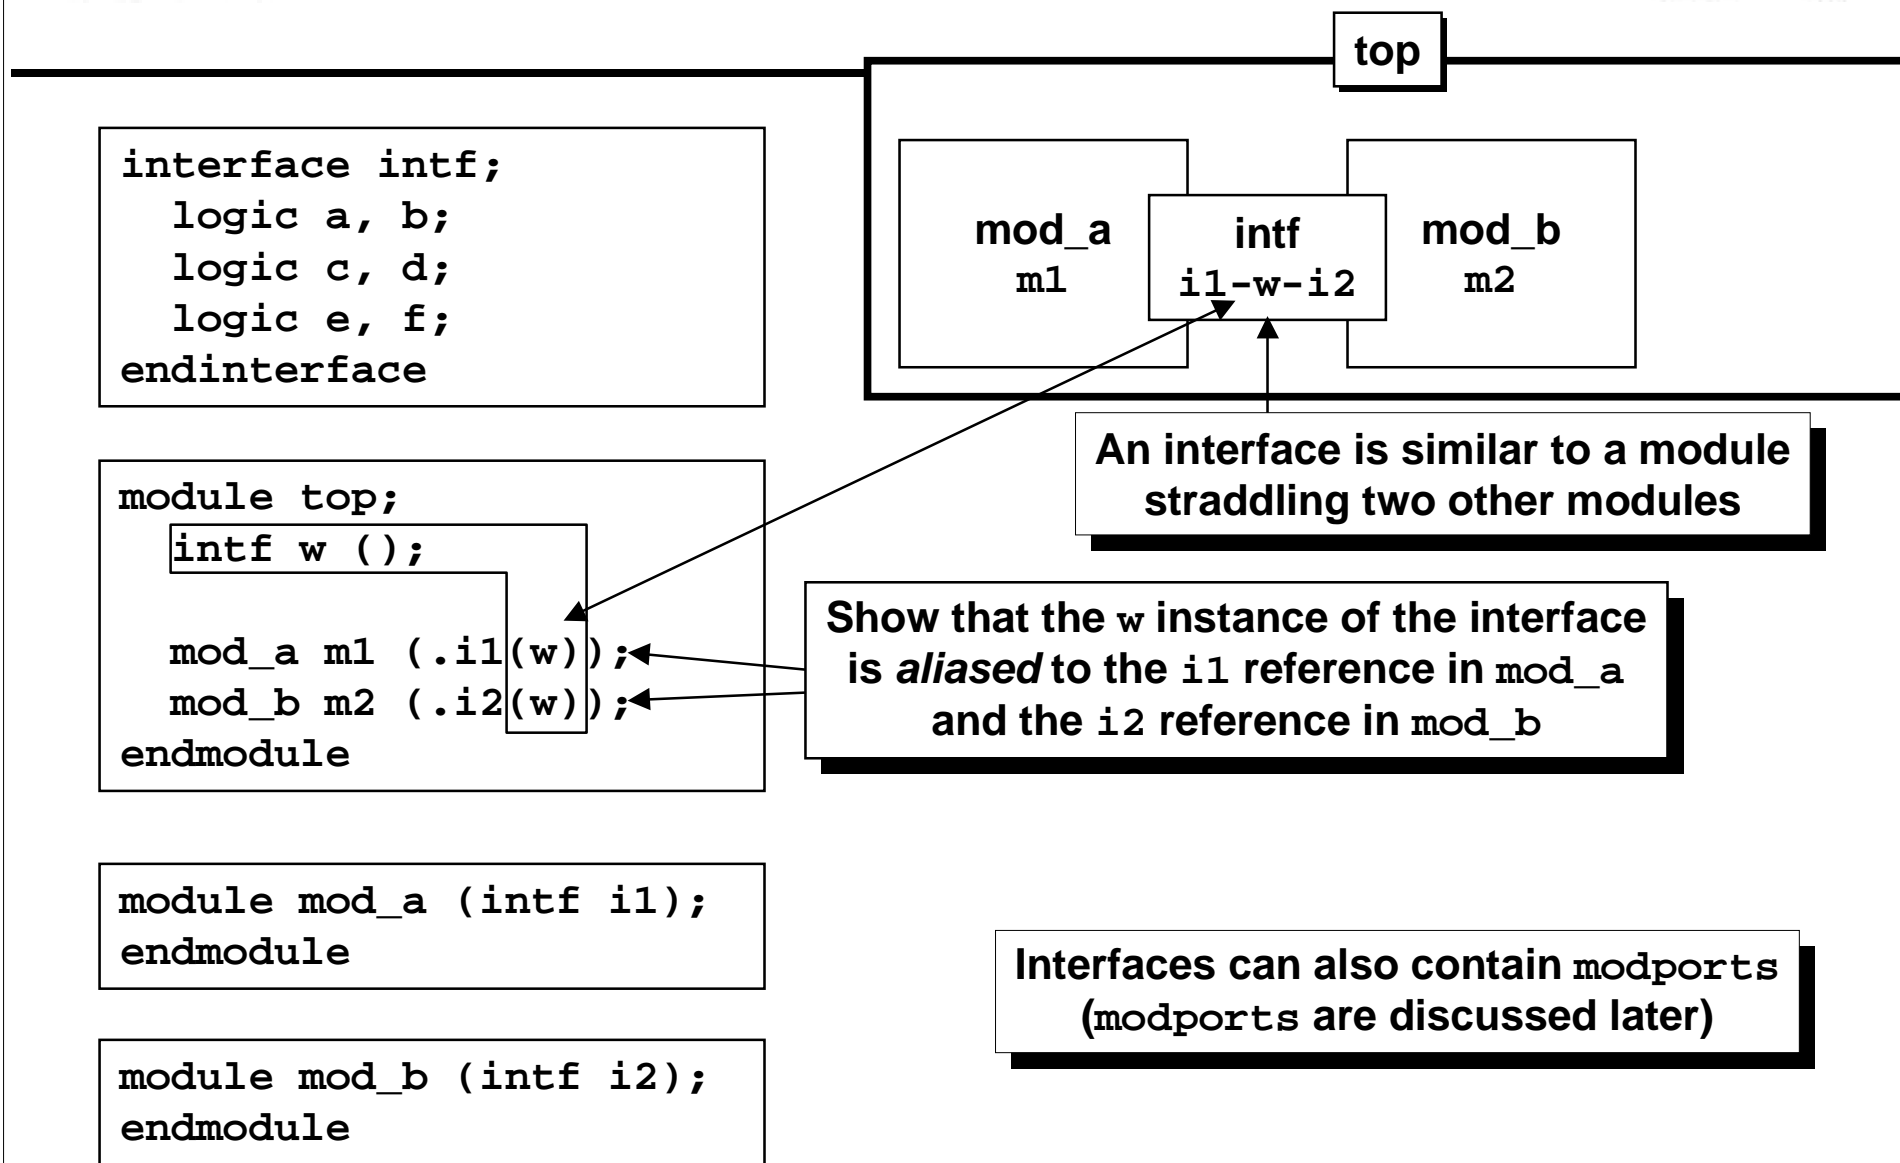 top
interface intf;
  logic a, b;
  logic c, d;
  logic e, f;
endinterface
mod_a
m1
intf
i1-w-i2
mod_b
m2
An interface is similar to a module
straddling two other modules
module top;
  intf w ();
  mod_a m1 (.i1(w));
  mod_b m2 (.i2(w));
endmodule
Show that the w instance of the interface
is aliased to the i1 reference in mod_a
and the i2 reference in mod_b
module mod_a (intf i1);
endmodule
Interfaces can also contain modports
(modports are discussed later)
module mod_b (intf i2);
endmodule